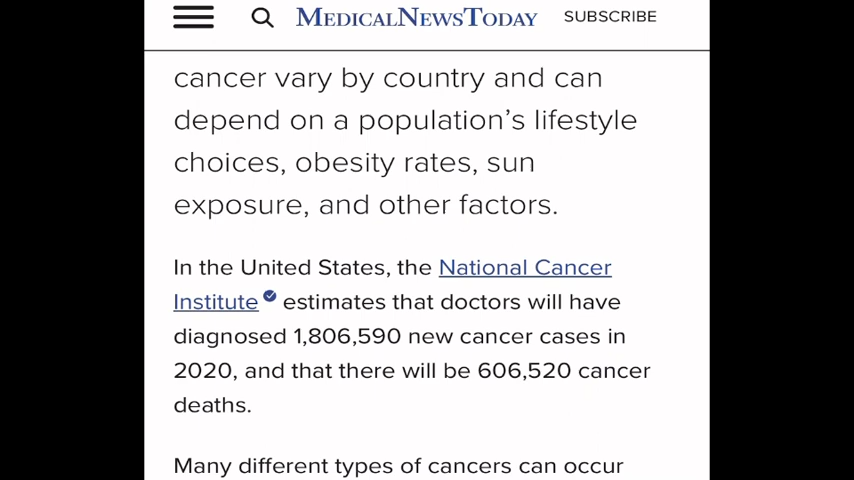 MEDICALNEWSTODAY SUBSCRIBE
cancer vary by country and can
depend on a population’s lifestyle
choices, obesity rates, sun
exposure, and other factors.
In the United States, the National Cancer
Institute estimates that doctors will have
diagnosed 1,806,590 new cancer cases in
2020, and that there will be 606,520 cancer
deaths.
Many different types of cancers can occur